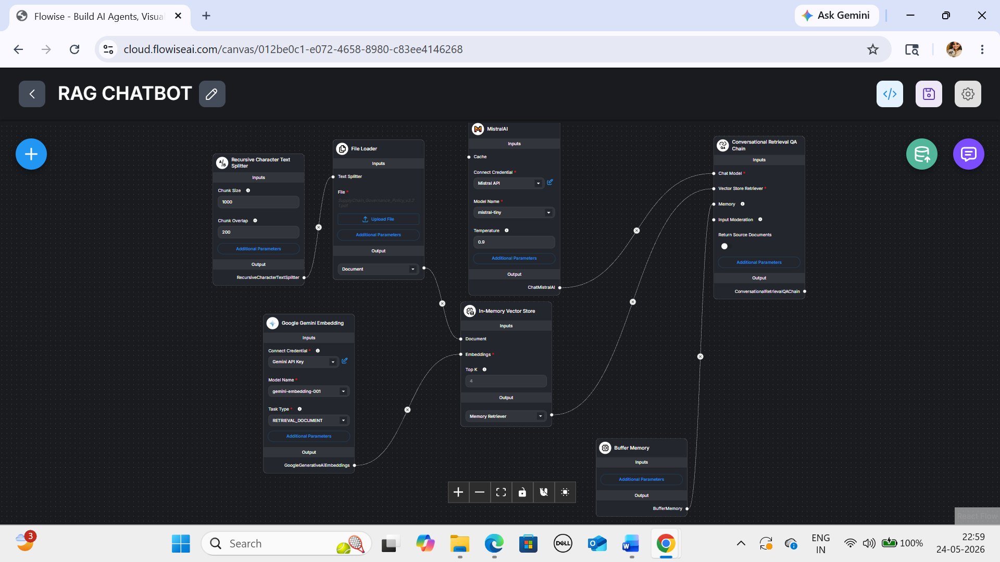 Flowise - Build AI Agents, Visua
Ask Gemini
cloud.flowiseai.com/canvas/012be0c1-e072-4658-8980-c83ee4146268
RAG CHATBOT
Recursive Character Text
Splitter
Inputs
Chunk Size
1000
Chunk Overlap
200
Additional Parameters
Output
RecursiveCharacterTextSplitter
File Loader
Inputs
Text Splitter
File *
SupplyChain_Governance_Policy_v3.2
1.pdf
Upload File
Additional Parameters
Output
Document
MistralAI
Inputs
Cache
Connect Credential *
Mistral API
Model Name *
mistral-tiny
Temperature
0.9
Additional Parameters
Output
ChatMistralAI
Conversational Retrieval QA
Chain
Inputs
Chat Model *
Vector Store Retriever *
Memory
Input Moderation
Return Source Documents
Additional Parameters
Output
ConversationalRetrievalQAChain
Google Gemini Embedding
Inputs
Connect Credential *
Gemini API Key
Model Name *
gemini-embedding-001
Task Type *
RETRIEVAL_DOCUMENT
Additional Parameters
Output
GoogleGenerativeAiEmbeddings
In-Memory Vector Store
Inputs
Document
Embeddings *
Top K
4
Output
Memory Retriever
Buffer Memory
Inputs
Additional Parameters
Output
BufferMemory
React Flow
3
Search
DELL
ENG
IN
100%
22:59
24-05-2026